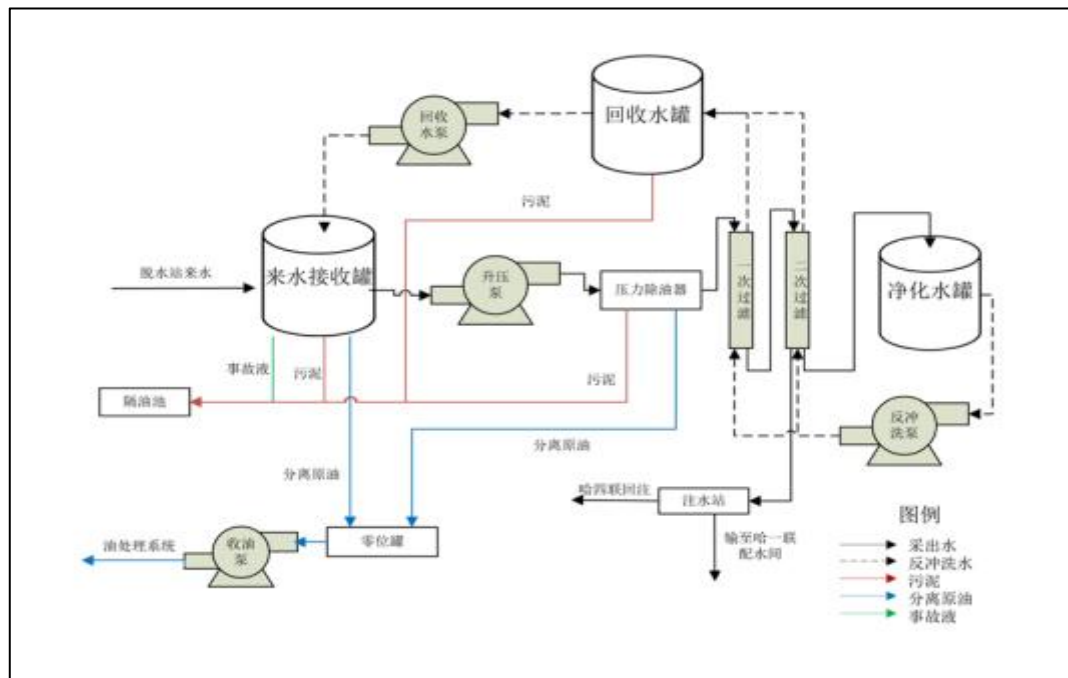 回收水罐
回收
水泵
污泥
来水接收罐
脱水站来水
升压
泵
压力除油器
一次过滤
二次过滤
净化水罐
事故液
污泥
污泥
隔油池
反冲
洗泵
分离原油
分离原油
哈四联回注
注水站
图例
收油
泵
零位罐
油处理系统
输至哈一联
配水间
采出水
反冲洗水
污泥
分离原油
事故液